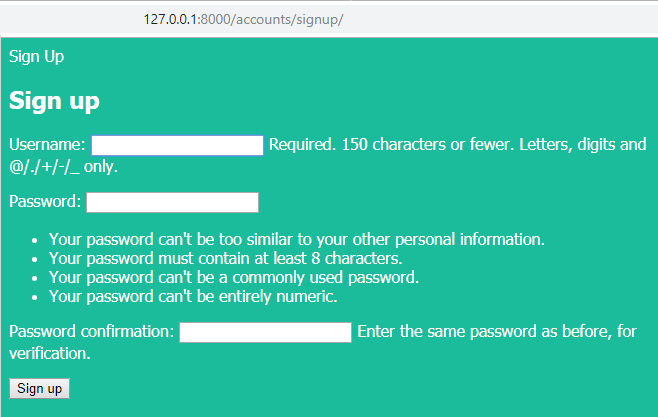 127.0.0.1:8000/accounts/signup/
Sign Up
Sign up
Username: Required. 150 characters or fewer. Letters, digits and
@/./+/-/_ only.
Password:
• Your password can't be too similar to your other personal information.
• Your password must contain at least 8 characters.
• Your password can't be a commonly used password.
• Your password can't be entirely numeric.
Password confirmation: Enter the same password as before, for
verification.
Sign up